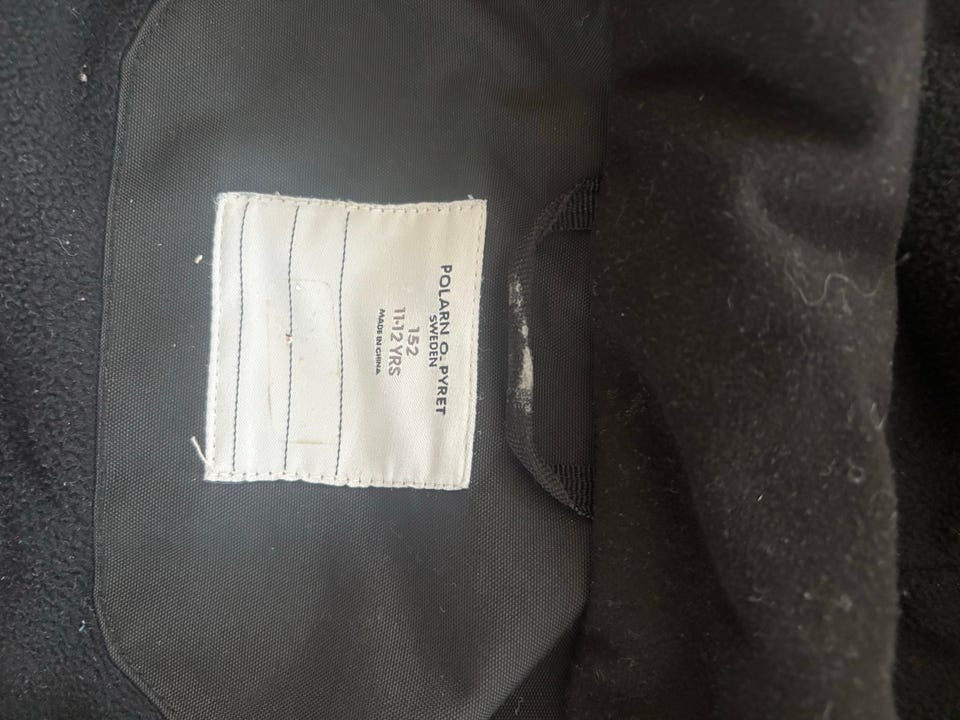 POLARN O. PYRET
SWEDEN
152
11-12 YRS
MADE IN CHINA